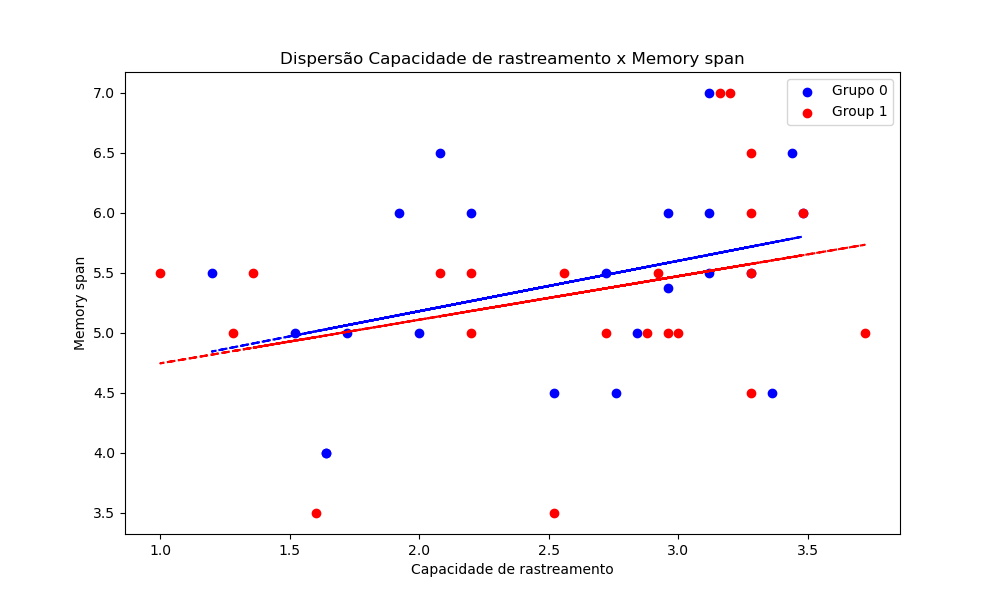 Dispersão Capacidade de rastreamento x Memory span
Grupo 0
Group 1
7.0
6.5
6.0
5.5
5.0
4.5
4.0
3.5
Memory span
1.0 1.5 2.0 2.5 3.0 3.5
Capacidade de rastreamento